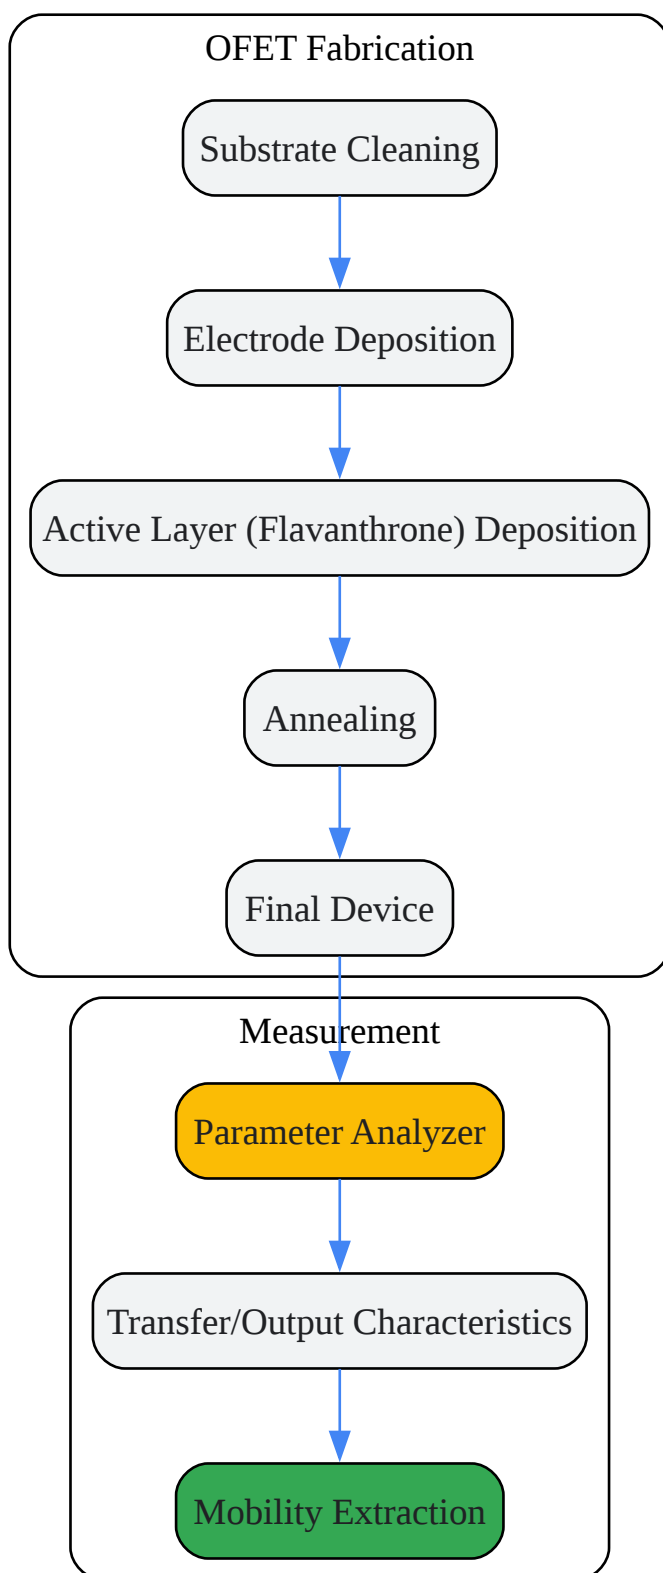 OFET Fabrication
Substrate Cleaning
Electrode Deposition
Active Layer (Flavanthrone) Deposition
Annealing
Final Device
Measurement
Parameter Analyzer
Transfer/Output Characteristics
Mobility Extraction